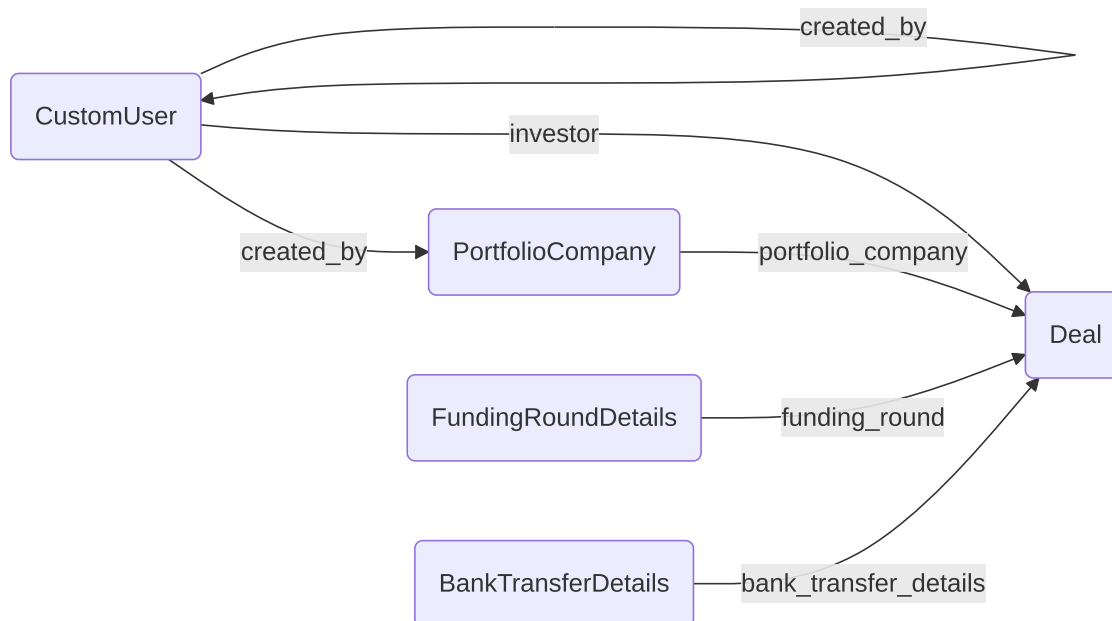 created_by
CustomUser
investor
created_by
PortfolioCompany
portfolio_company
Deal
FundingRoundDetails
funding_round
BankTransferDetails
bank_transfer_details